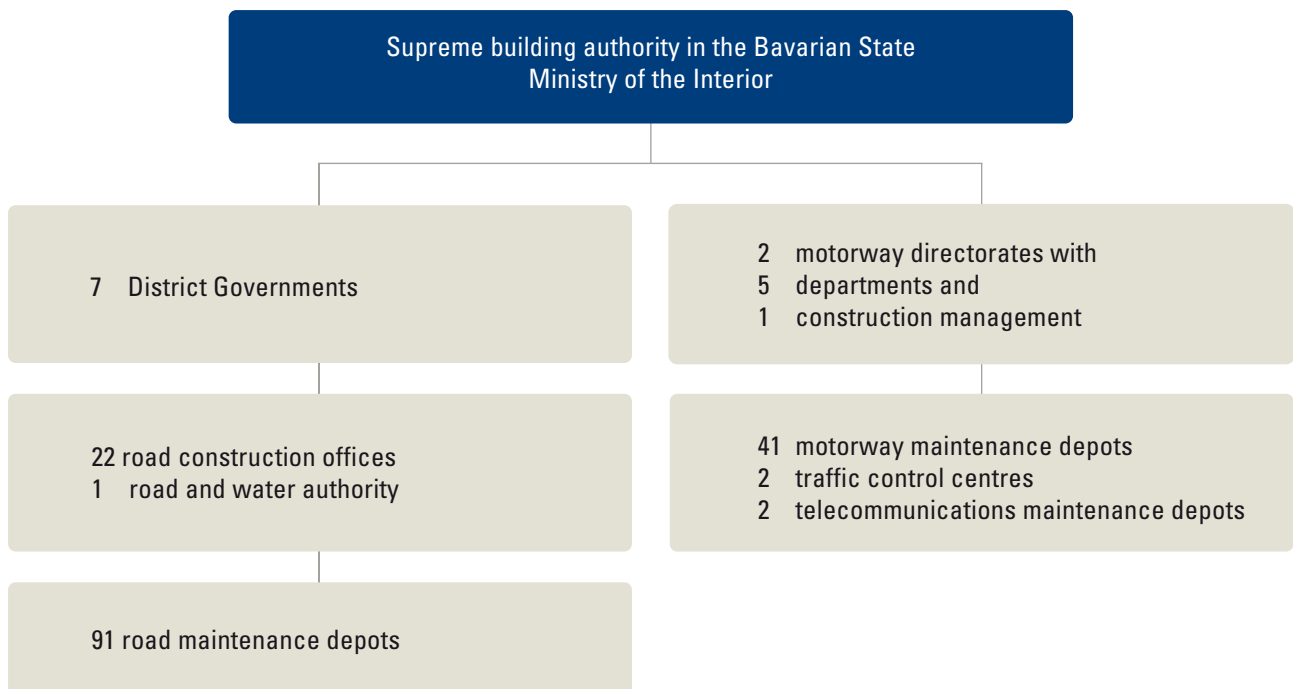 Supreme building authority in the Bavarian State
Ministry of the Interior
7 District Governments
22 road construction offices
1 road and water authority
91 road maintenance depots
2 motorway directorates with
5 departments and
1 construction management
41 motorway maintenance depots
2 traffic control centres
2 telecommunications maintenance depots